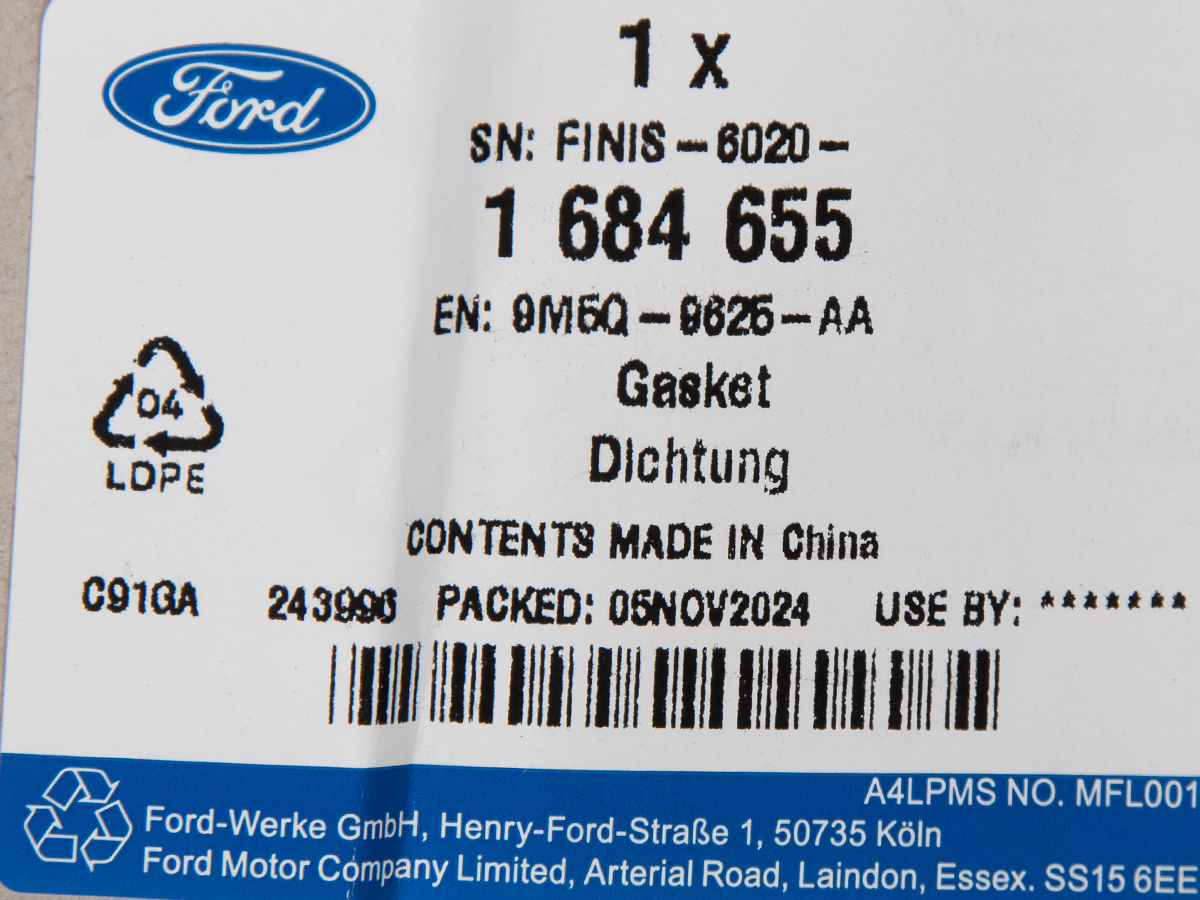 Ford
1 x
SN: FINIS - 6020 -
1 684 655
EN: 9M5Q - 9625 - AA
Gasket
Dichtung
04
LDPE
CONTENTS MADE IN China
C91GA PACKED: 05NOV2024 USE BY: *******
A4LPMS NO. MFL001
Ford-Werke GmbH, Henry-Ford-Straße 1, 50735 Köln
Ford Motor Company Limited, Arterial Road, Laindon, Essex. SS15 6EE